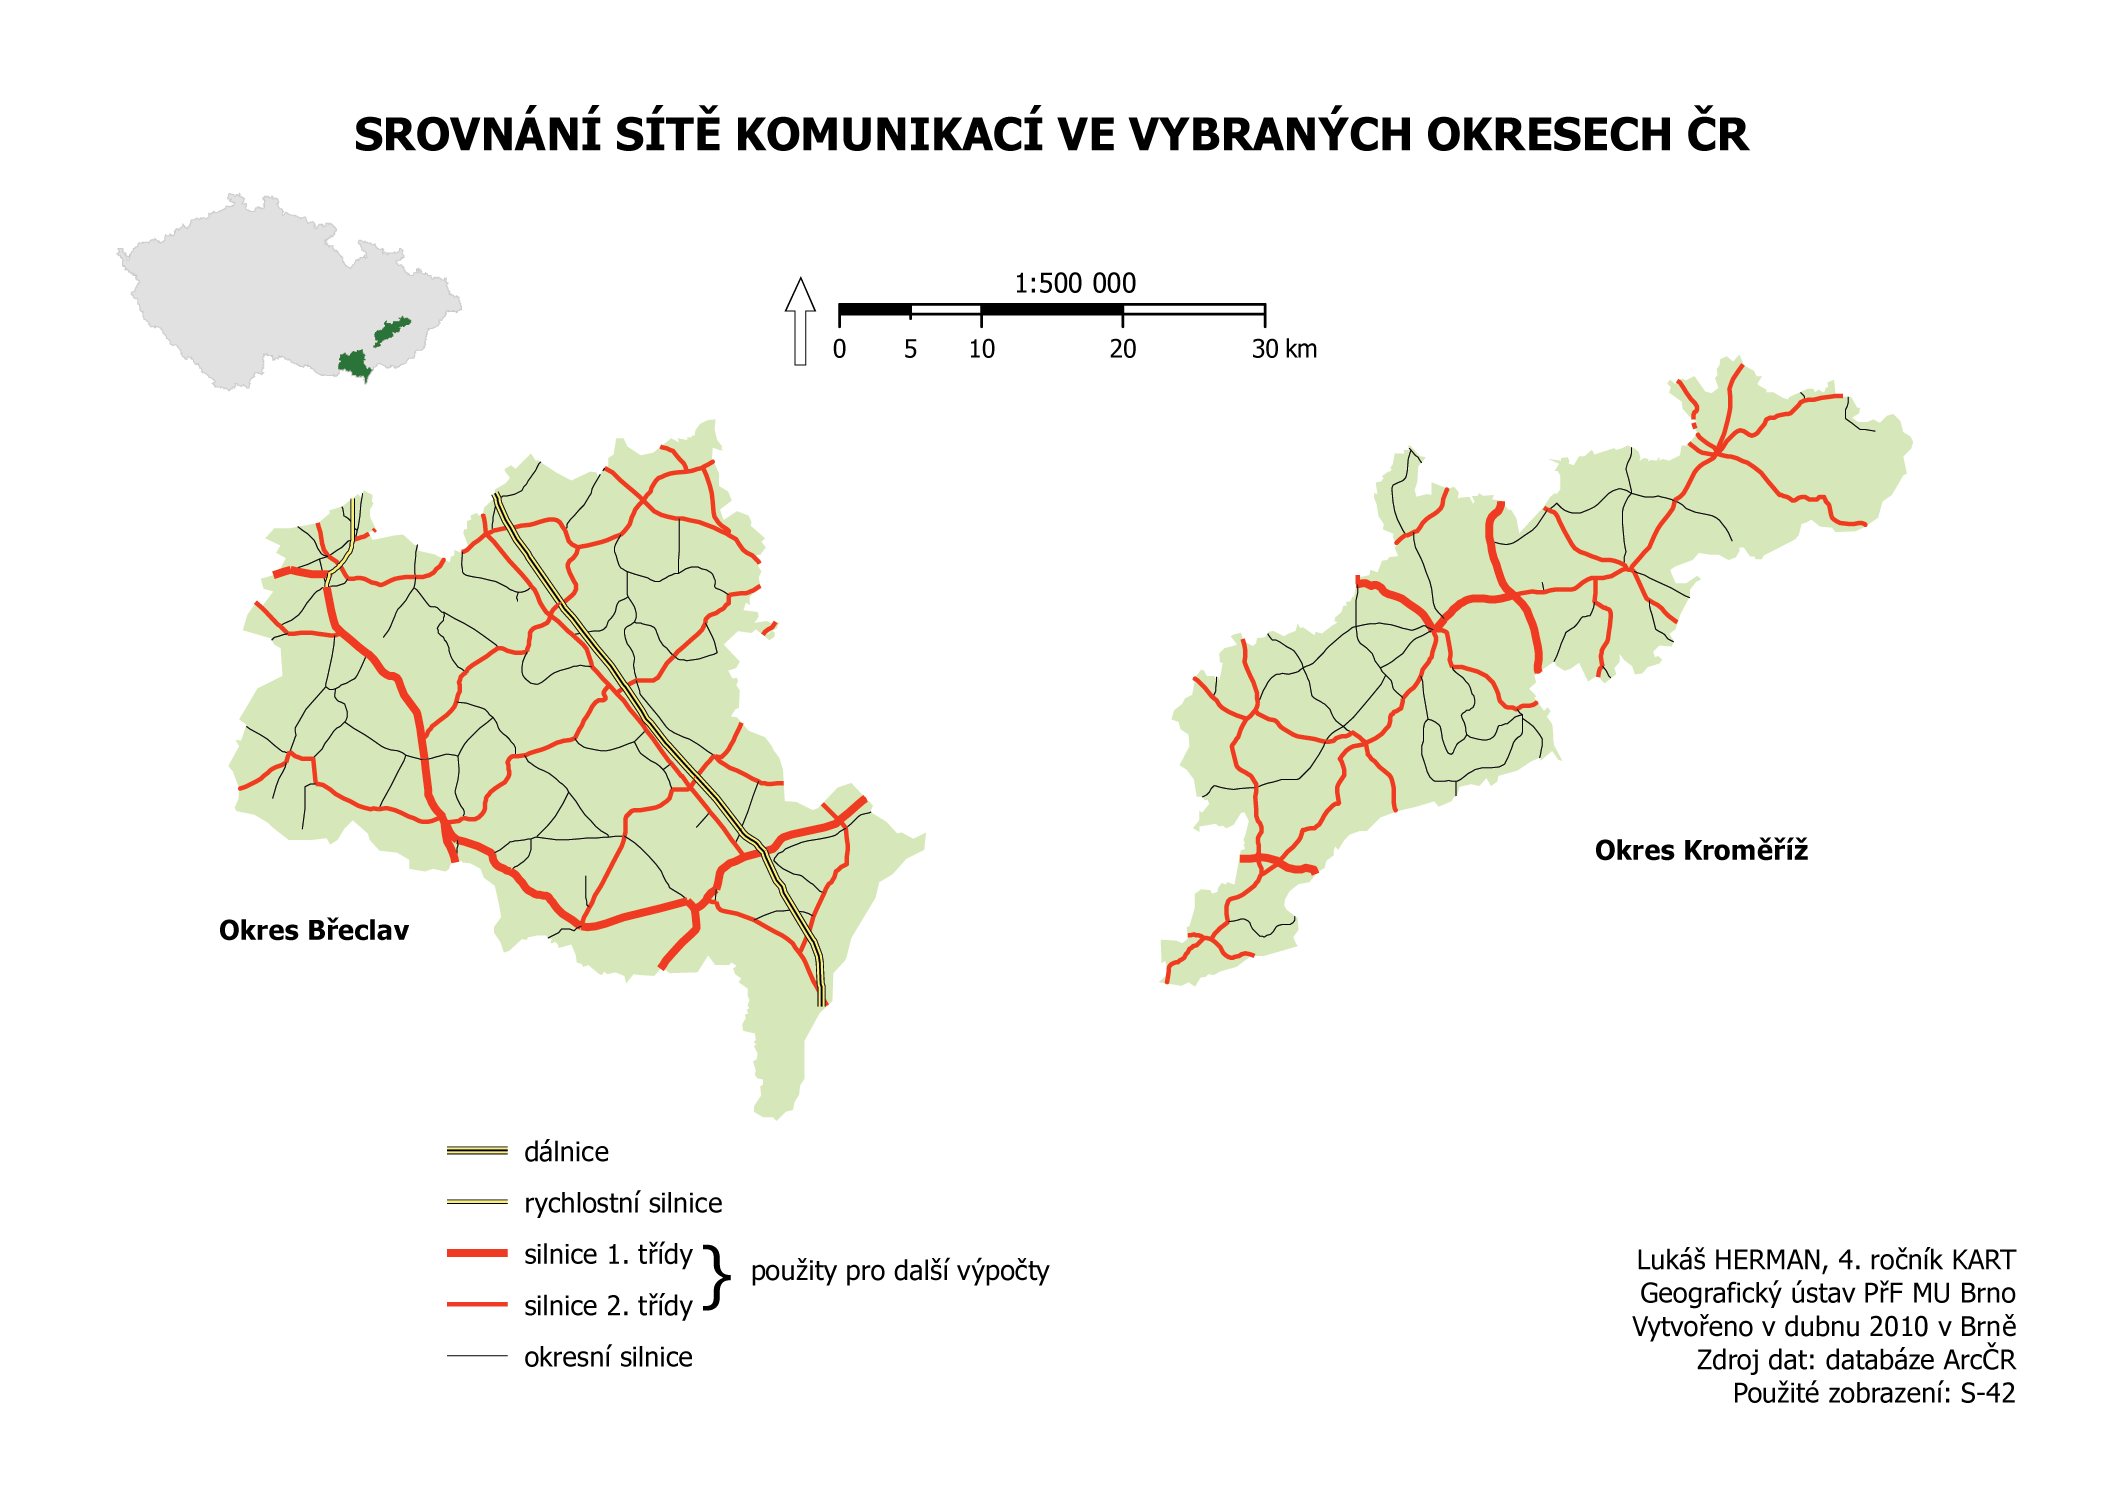 SROVNÁNÍ SÍTĚ KOMUNIKACÍ VE VYBRANÝCH OKRESECH ČR
1:500 000
0 5 10 20 30 km
Okres Kroměříž
Okres Břeclav
dálnice
rychlostní silnice
silnice 1. třídy
} použity pro další výpočty
silnice 2. třídy
okresní silnice
Lukáš HERMAN, 4. ročník KART
Geografický ústav PřF MU Brno
Vytvořeno v dubnu 2010 v Brně
Zdroj dat: databáze ArcČR
Použité zobrazení: S-42